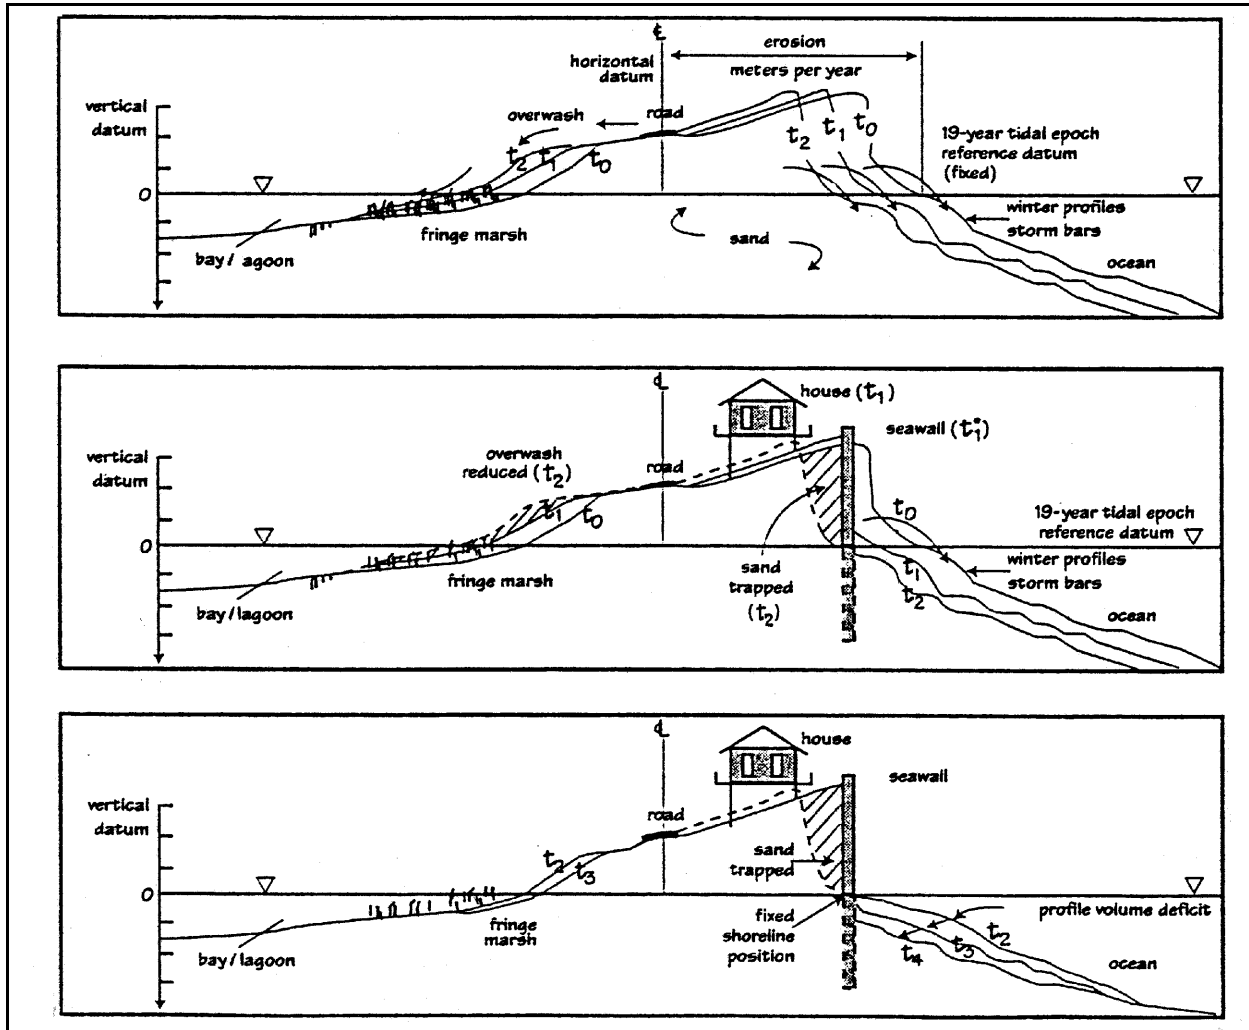 ℄
erosion
horizontal
datum
meters per year
vertical
datum
overwash
road
t2 t1 t0
t2 t1 t0
19-year tidal epoch
reference datum
(fixed)
0
winter profiles
storm bars
fringe marsh
sand
bay/ agoon
ocean
℄
house (t1)
seawall (t1*)
vertical
datum
overwash
reduced (t2)
road
t1 t0
t0
19-year tidal epoch
reference datum
0
sand
trapped
(t2)
fringe marsh
t1
t2
winter profiles
storm bars
bay/lagoon
ocean
℄
house
seawall
vertical
datum
road
t2
t3
sand
trapped
0
fixed
shoreline
position
profile volume deficit
fringe
marsh
t2
t3
t4
bay/lagoon
ocean